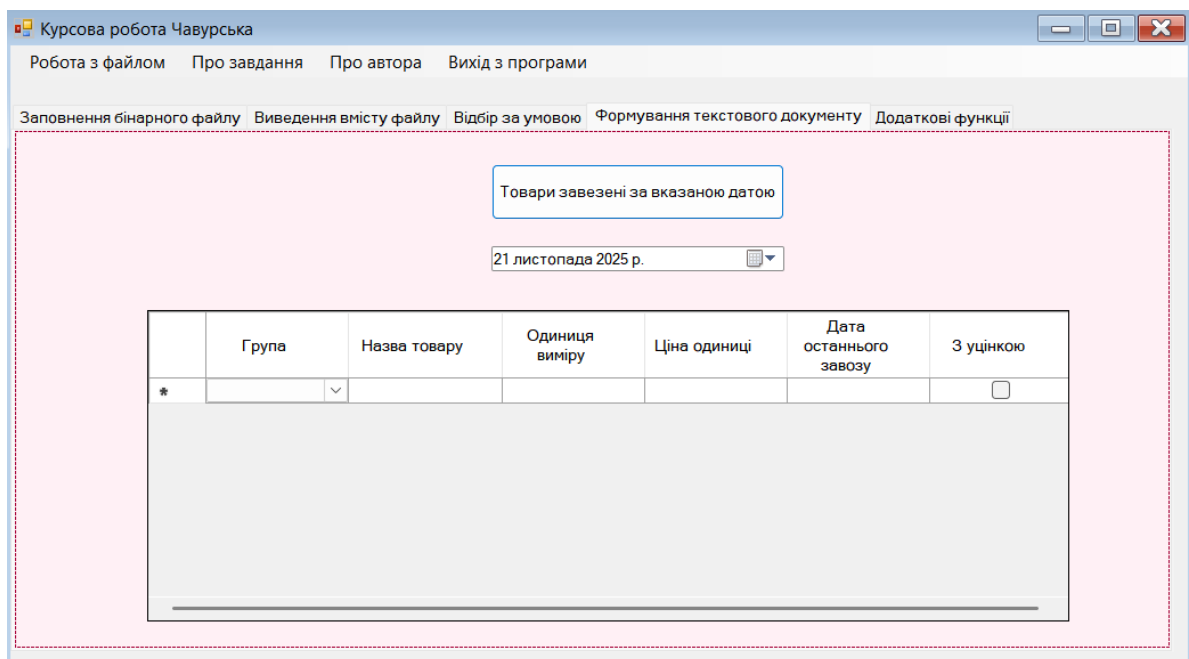 Курсова робота Чавурська
Робота з файлом Про завдання Про автора Вихід з програми
Заповнення бінарного файлу Виведення вмісту файлу Відбір за умовою Формування текстового документу Додаткові функції
Товари завезені за вказаною датою
21 листопада 2025 р.
Група
Назва товару
Одиниця
виміру
Ціна одиниці
Дата
останнього
завозу
З уцінкою
*